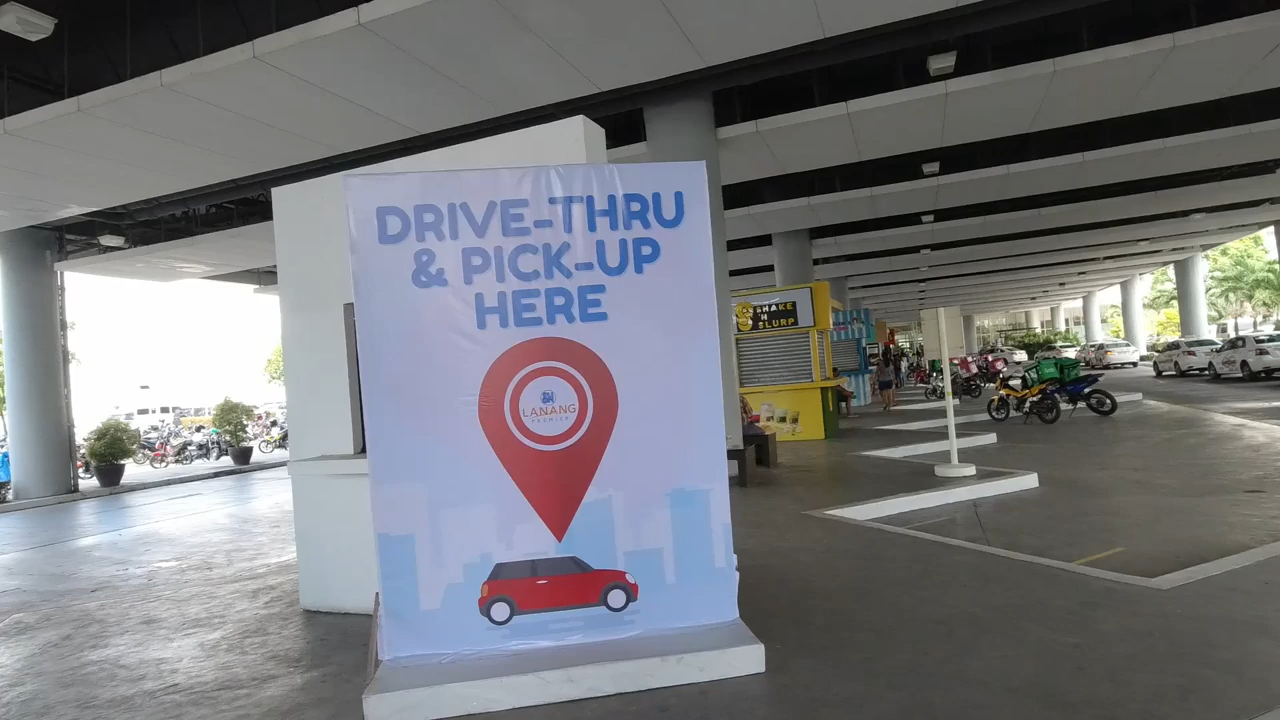 DRIVE-THRU
& PICK-UP
HERE
SM
LANANG
PREMIER
S SHAKE
'N
SLURP